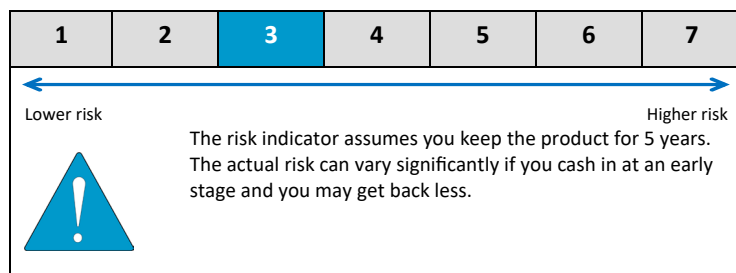 1 2 3 4 5 6 7
Lower risk Higher risk
The risk indicator assumes you keep the product for 5 years.
The actual risk can vary significantly if you cash in at an early
stage and you may get back less.